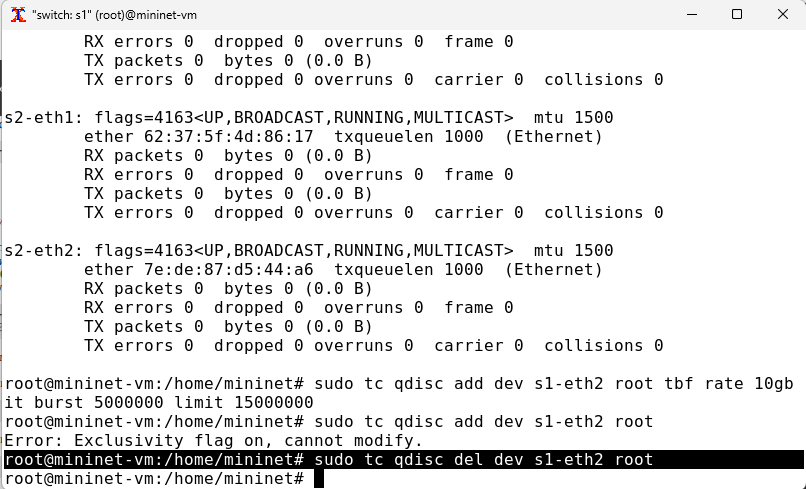 "switch: s1" (root)@mininet-vm
RX errors 0  dropped 0  overruns 0  frame 0
TX packets 0  bytes 0 (0.0 B)
TX errors 0  dropped 0 overruns 0  carrier 0  collisions 0
s2-eth1: flags=4163<UP,BROADCAST,RUNNING,MULTICAST>  mtu 1500
ether 62:37:5f:4d:86:17  txqueuelen 1000  (Ethernet)
RX packets 0  bytes 0 (0.0 B)
RX errors 0  dropped 0  overruns 0  frame 0
TX packets 0  bytes 0 (0.0 B)
TX errors 0  dropped 0 overruns 0  carrier 0  collisions 0
s2-eth2: flags=4163<UP,BROADCAST,RUNNING,MULTICAST>  mtu 1500
ether 7e:de:87:d5:44:a6  txqueuelen 1000  (Ethernet)
RX packets 0  bytes 0 (0.0 B)
RX errors 0  dropped 0  overruns 0  frame 0
TX packets 0  bytes 0 (0.0 B)
TX errors 0  dropped 0 overruns 0  carrier 0  collisions 0
root@mininet-vm:/home/mininet# sudo tc qdisc add dev s1-eth2 root tbf rate 10gb
it burst 5000000 limit 15000000
root@mininet-vm:/home/mininet# sudo tc qdisc add dev s1-eth2 root
Error: Exclusivity flag on, cannot modify.
root@mininet-vm:/home/mininet# sudo tc qdisc del dev s1-eth2 root
root@mininet-vm:/home/mininet#